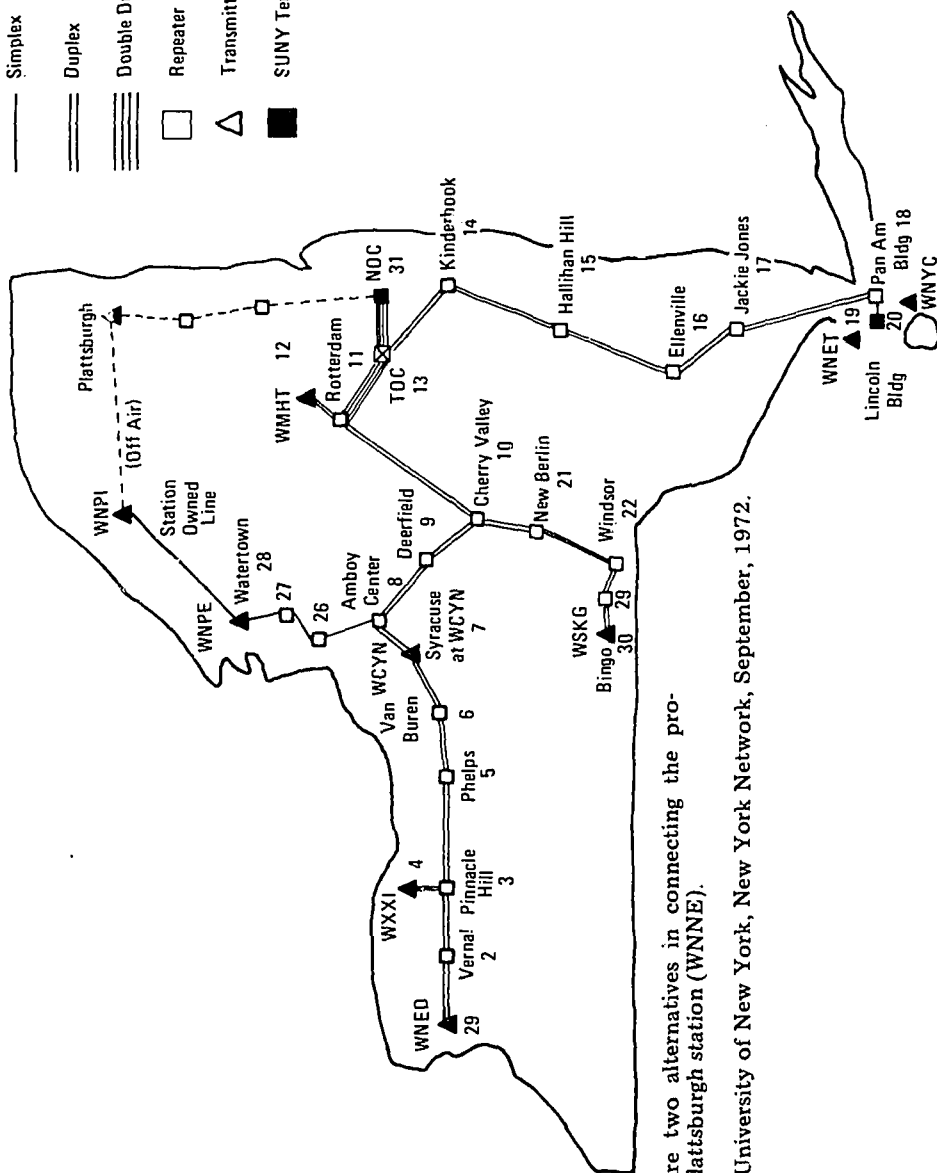 Simplex
Duplex
Double D
Repeater
Transmitt
SUNY Te
Plattsburgh
(Off Air)
WNPI
Station
Owned
Line
WNPE
Watertown
28
27
26
Amboy
Center
8
Deerfield
9
WCYN
Syracuse
at WCYN
7
Van
Buren
6
Phelps
5
WXXI
4
Pinnacle
Hill
3
Verna!
2
WNED
29
Cherry Valley
10
New Berlin
21
Windsor
22
WSKG
29
Bingo
30
12
WMHT
Rotterdam
11
TOC
13
NOC
31
Kinderhook
14
Hallihan Hill
15
Ellenville
16
Jackie Jones
17
Pan Am
Bldg 18
WNET
19
20
Lincoln
Bldg
WNYC
re two alternatives in connecting the pro-
lattsburgh station (WNNE).
University of New York, New York Network, September, 1972.